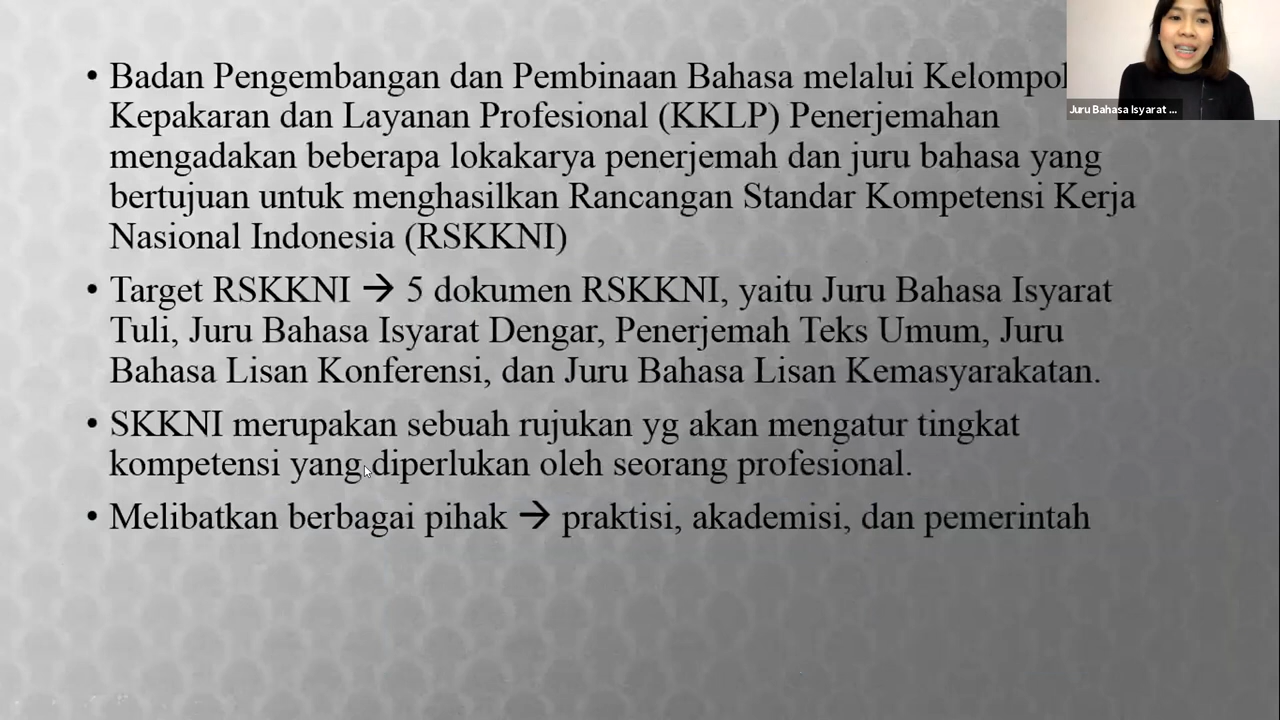 • Badan Pengembangan dan Pembinaan Bahasa melalui Kelompok
Kepakaran dan Layanan Profesional (KKLP) Penerjemahan
mengadakan beberapa lokakarya penerjemah dan juru bahasa yang
bertujuan untuk menghasilkan Rancangan Standar Kompetensi Kerja
Nasional Indonesia (RSKKNI)
• Target RSKKNI → 5 dokumen RSKKNI, yaitu Juru Bahasa Isyarat
Tuli, Juru Bahasa Isyarat Dengar, Penerjemah Teks Umum, Juru
Bahasa Lisan Konferensi, dan Juru Bahasa Lisan Kemasyarakatan.
• SKKNI merupakan sebuah rujukan yg akan mengatur tingkat
kompetensi yang diperlukan oleh seorang profesional.
• Melibatkan berbagai pihak → praktisi, akademisi, dan pemerintah
Juru Bahasa Isyarat ...